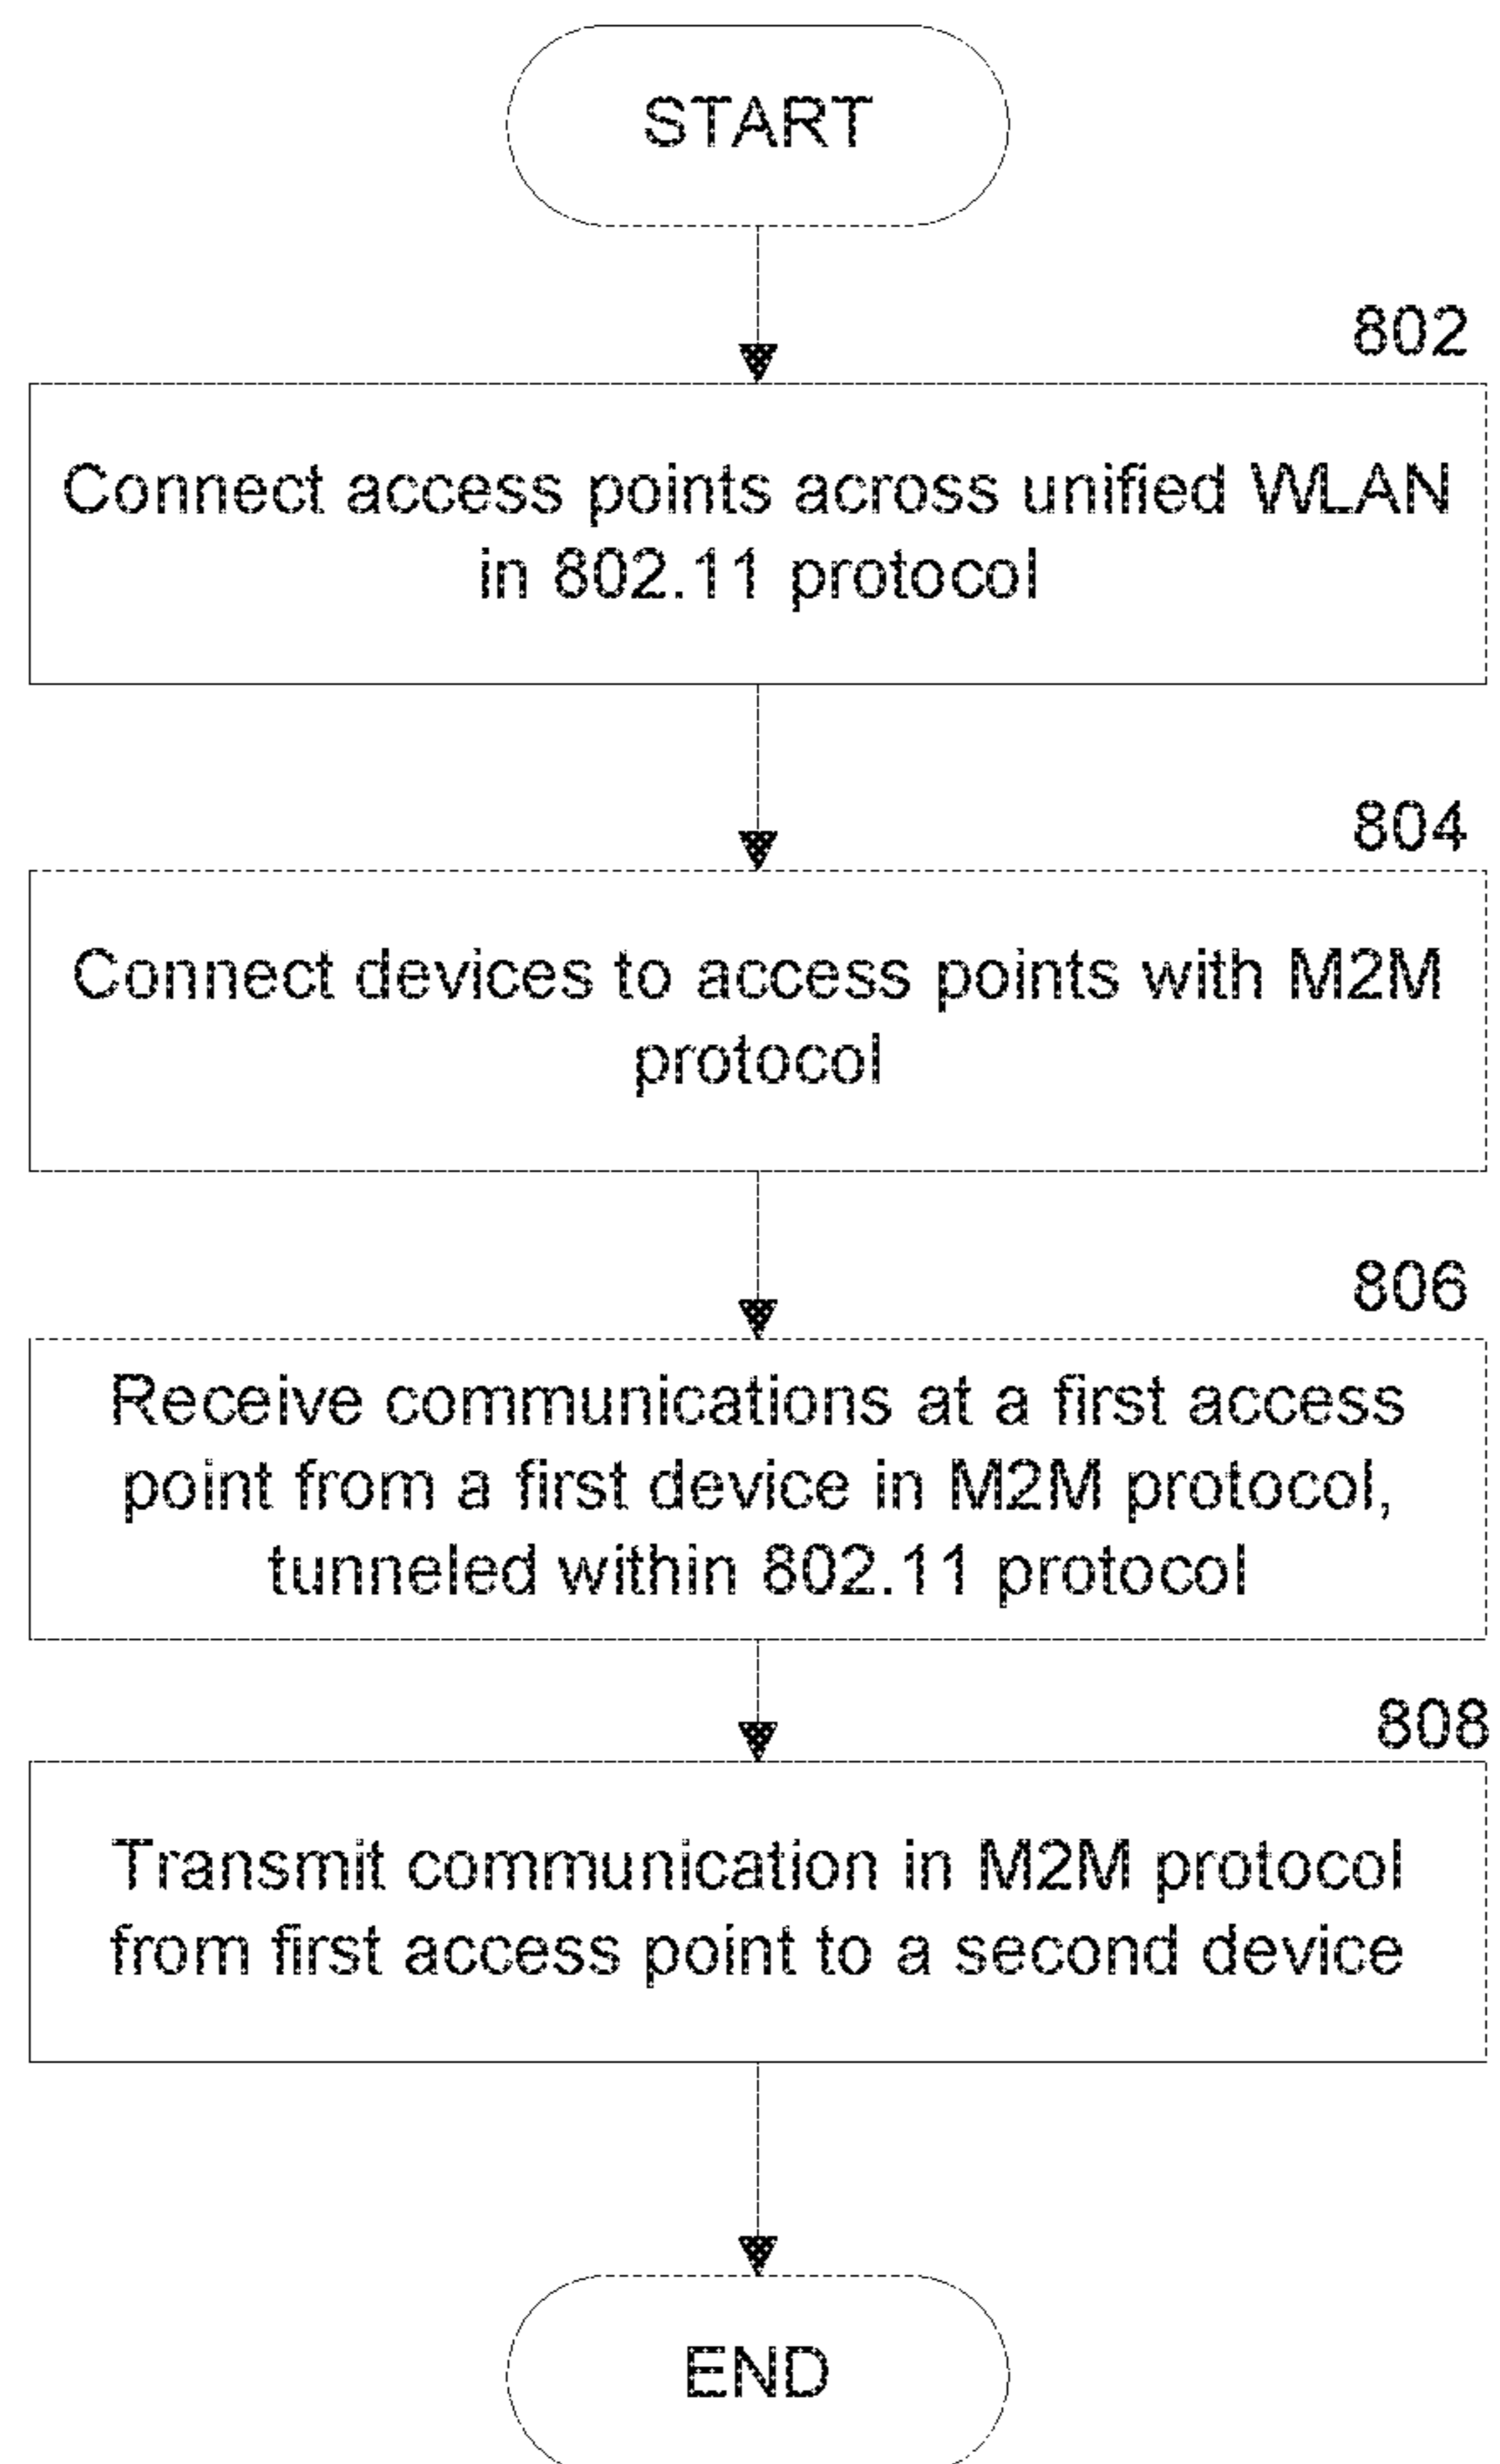 START
802
Connect access points across unified WLAN
in 802.11 protocol
804
Connect devices to access points with M2M
protocol
806
Receive communications at a first access
point from a first device in M2M protocol,
tunneled within 802.11 protocol
808
Transmit communication in M2M protocol
from first access point to a second device
END